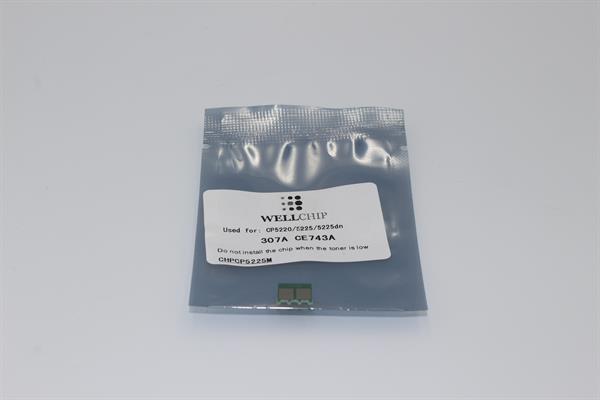 WELLCHIP
Used for: CP5220/5225/5225dn
307A CE743A
Do not install the chip when the toner is low
CHPCP5225M